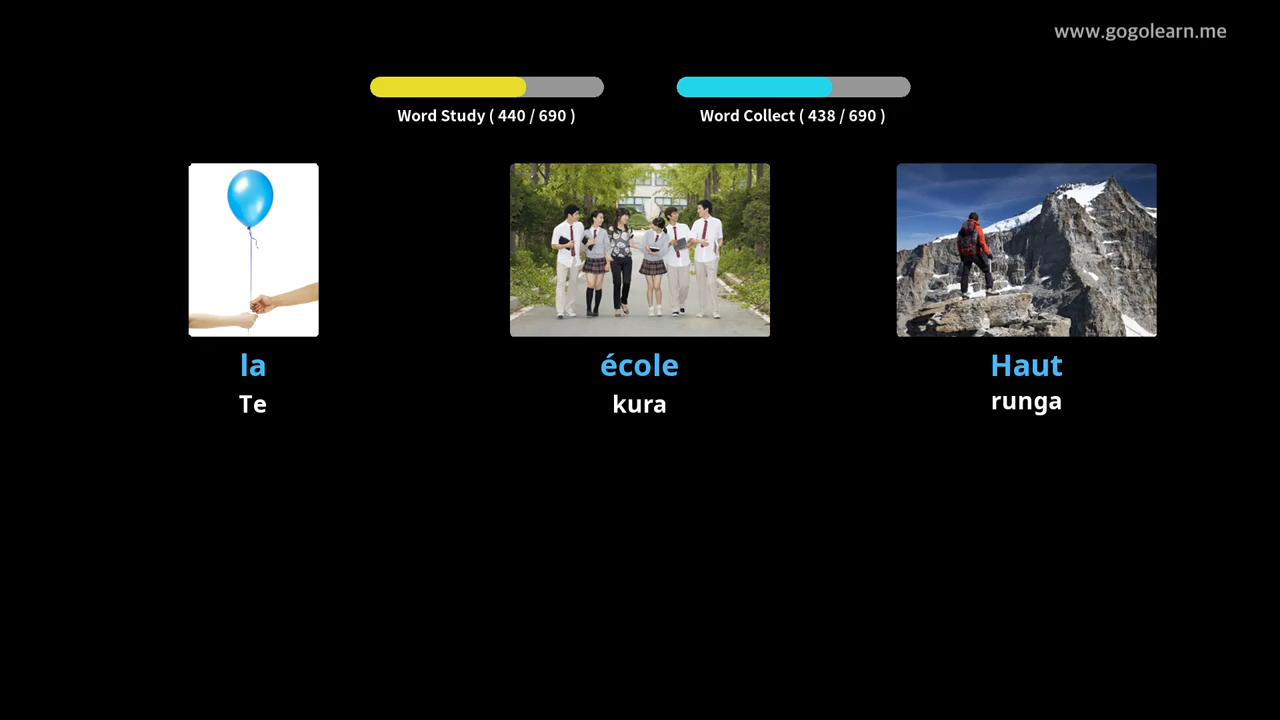 www.gogolearn.me
Word Study ( 440 / 690 )
Word Collect ( 438 / 690 )
la
école
Haut
Te
kura
runga